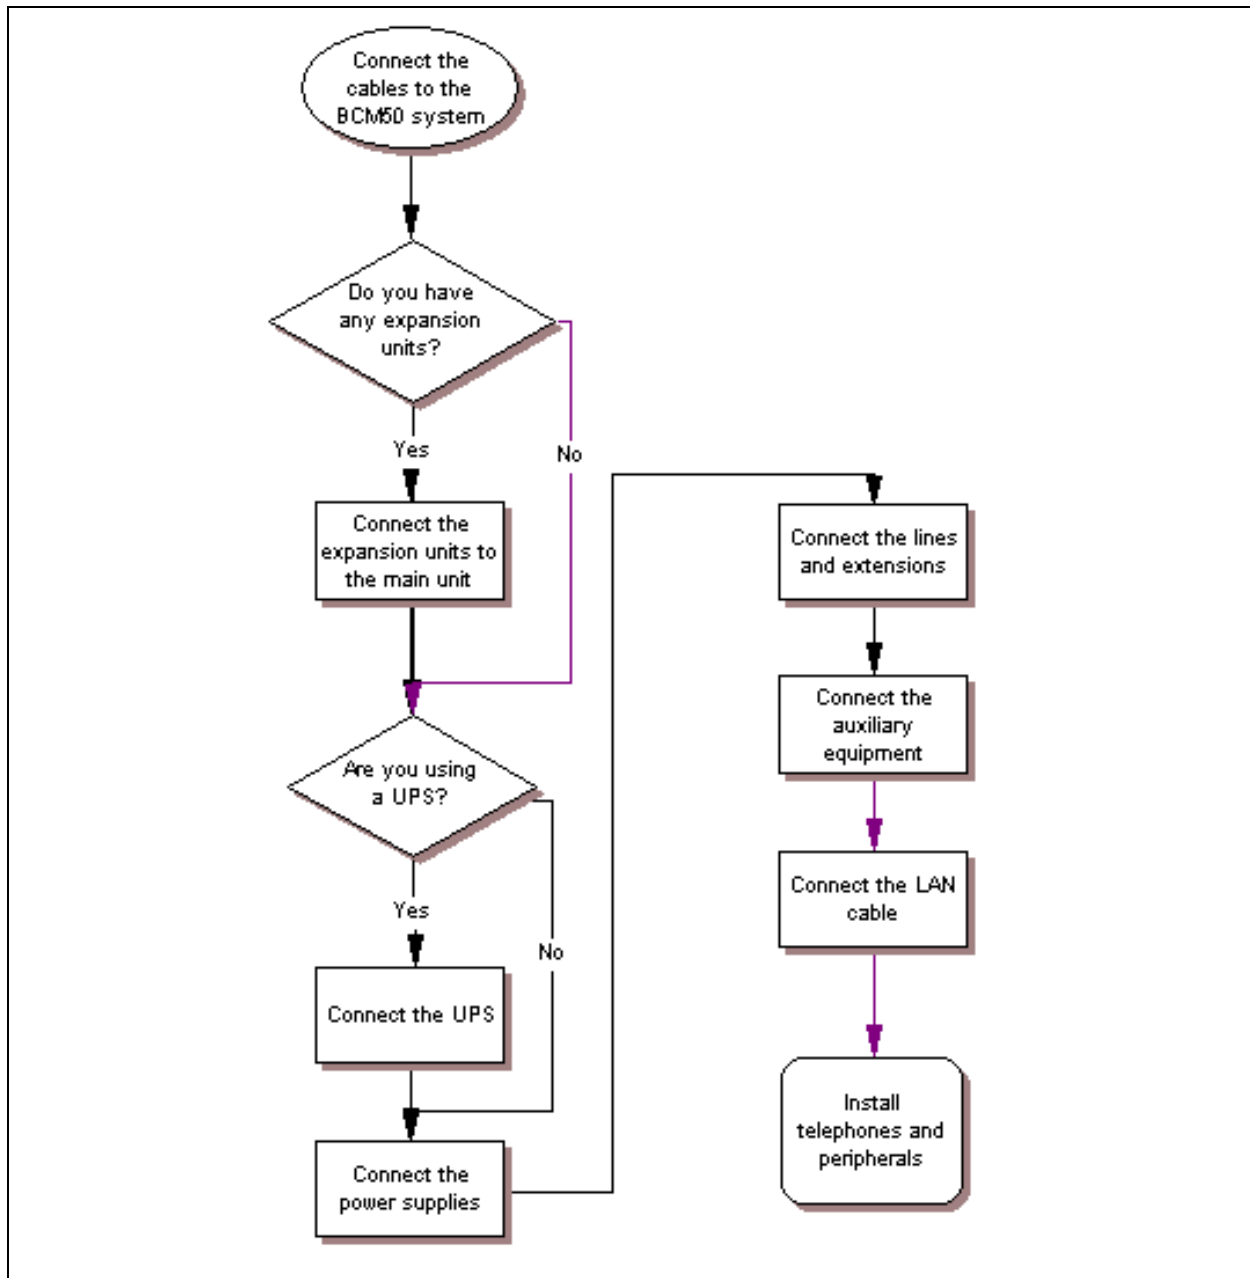 Connect the
cables to the
BCM50 system
Do you have
any expansion
units?
Yes
No
Connect the
expansion units to
the main unit
Are you using
a UPS?
Yes
No
Connect the UPS
Connect the
power supplies
Connect the lines
and extensions
Connect the
auxiliary
equipment
Connect the LAN
cable
Install
telephones and
peripherals